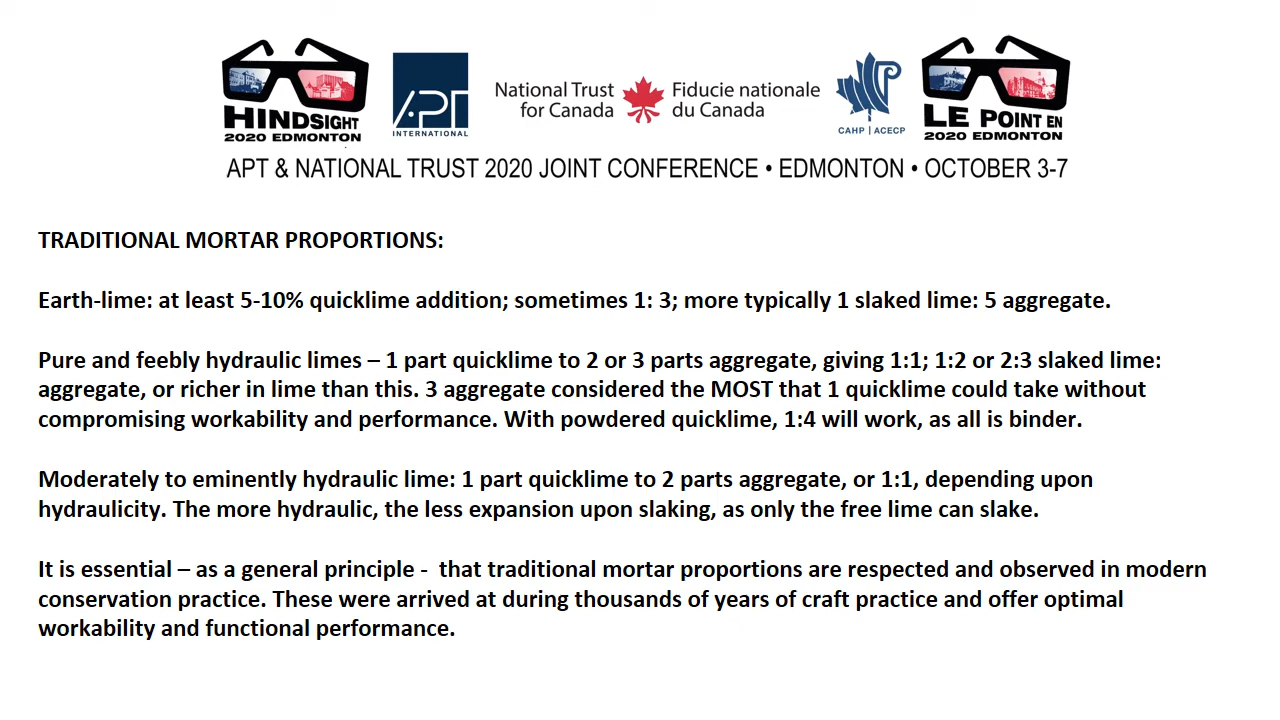 HINDSIGHT
2020 EDMONTON
APT
INTERNATIONAL
National Trust
for Canada
Fiducie nationale
du Canada
CAHP | ACECP
LE POINT EN
2020 EDMONTON
APT & NATIONAL TRUST 2020 JOINT CONFERENCE • EDMONTON • OCTOBER 3-7
TRADITIONAL MORTAR PROPORTIONS:
Earth-lime: at least 5-10% quicklime addition; sometimes 1: 3; more typically 1 slaked lime: 5 aggregate.
Pure and feebly hydraulic limes – 1 part quicklime to 2 or 3 parts aggregate, giving 1:1; 1:2 or 2:3 slaked lime:
aggregate, or richer in lime than this. 3 aggregate considered the MOST that 1 quicklime could take without
compromising workability and performance. With powdered quicklime, 1:4 will work, as all is binder.
Moderately to eminently hydraulic lime: 1 part quicklime to 2 parts aggregate, or 1:1, depending upon
hydraulicity. The more hydraulic, the less expansion upon slaking, as only the free lime can slake.
It is essential – as a general principle -  that traditional mortar proportions are respected and observed in modern
conservation practice. These were arrived at during thousands of years of craft practice and offer optimal
workability and functional performance.